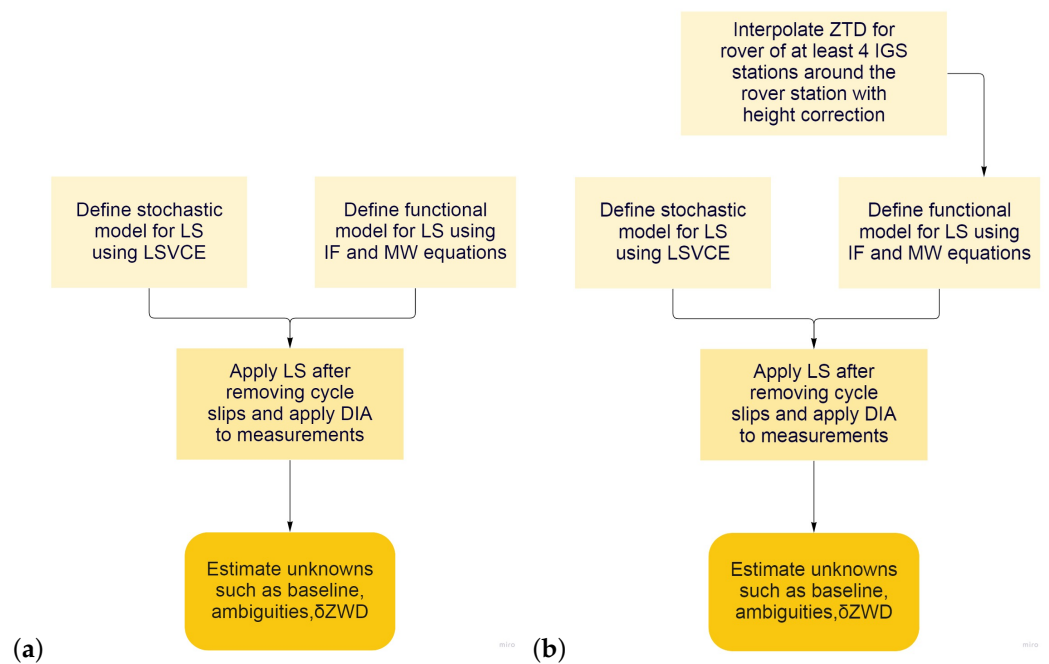 Define stochastic
model for LS
using LSVCE
Define functional
model for LS using
IF and MW equations
Apply LS after
removing cycle
slips and apply DIA
to measurements
Estimate unknowns
such as baseline,
ambiguities,δZWD
(a)
miro
Interpolate ZTD for
rover of at least 4 IGS
stations around the
rover station with
height correction
Define stochastic
model for LS
using LSVCE
Define functional
model for LS using
IF and MW equations
Apply LS after
removing cycle
slips and apply DIA
to measurements
Estimate unknowns
such as baseline,
ambiguities,δZWD
(b)
miro